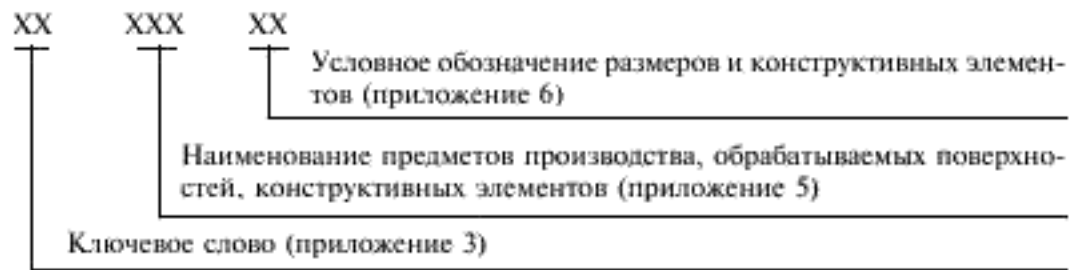 XX XXX XX
Условное обозначение размеров и конструктивных элемен-
тов (приложение 6)
Наименование предметов производства, обрабатываемых поверхно-
стей, конструктивных элементов (приложение 5)
Ключевое слово (приложение 3)